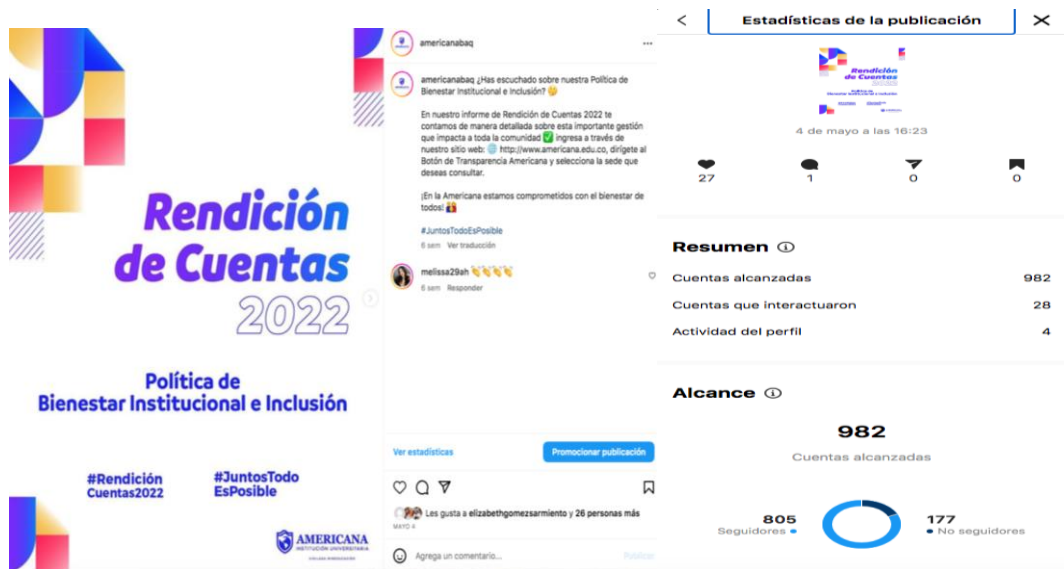 Rendición
de Cuentas
2022
Política de
Bienestar Institucional e Inclusión
#Rendición
Cuentas2022
#JuntosTodo
EsPosible
AMERICANA
INSTITUCIÓN UNIVERSITARIA
americanabaq
americanabaq ¿Has escuchado sobre nuestra Política de
Bienestar Institucional e Inclusión?
En nuestro informe de Rendición de Cuentas 2022 te
contamos de manera detallada sobre esta importante gestión
que impacta a toda la comunidad ✅ ingresa a través de
nuestro sitio web: http://www.americana.edu.co, dirígete al
Botón de Transparencia Americana y selecciona la sede que
deseas consultar.
¡En la Americana estamos comprometidos con el bienestar de
todos!
#JuntosTodoEsPosible
6 sem Ver traducción
melissa29ah 👏👏👏👏
6 sem Responder
Ver estadísticas
Promocionar publicación
Les gusta a elizabethgomezsarmiento y 26 personas más
MAYO 4
Agrega un comentario...
Publicar
Estadísticas de la publicación
Rendición
de Cuentas
2022
4 de mayo a las 16:23
27 1 0 0
Resumen
Cuentas alcanzadas 982
Cuentas que interactuaron 28
Actividad del perfil 4
Alcance
982
Cuentas alcanzadas
805
Seguidores
177
No seguidores